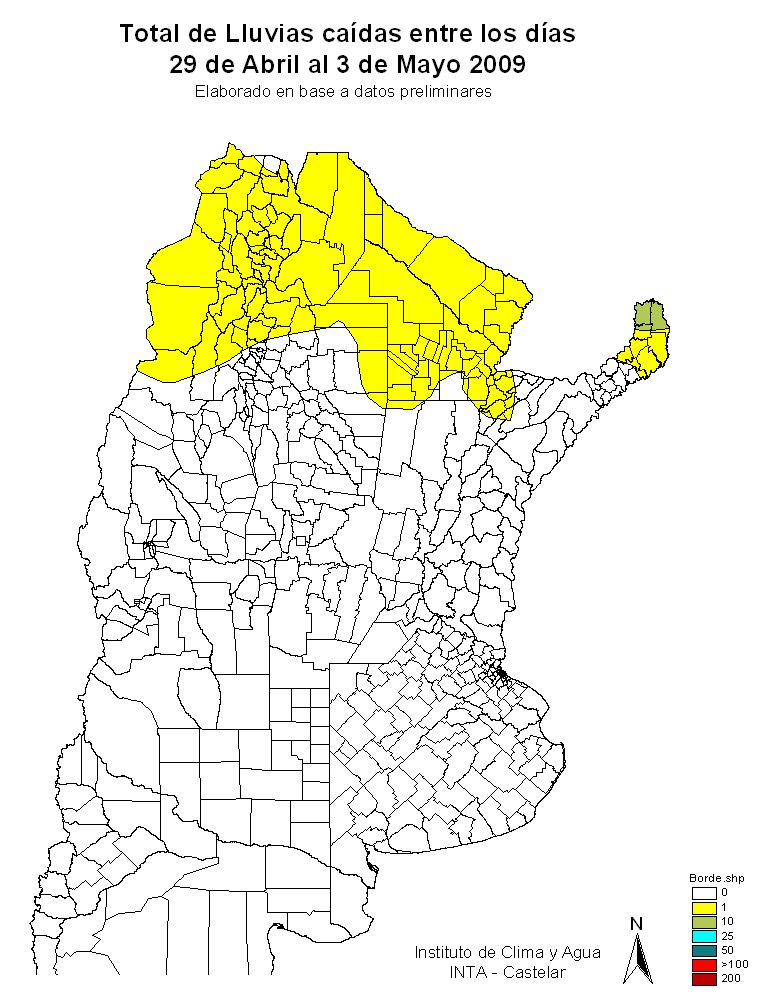 Total de Lluvias caídas entre los días
29 de Abril al 3 de Mayo 2009
Elaborado en base a datos preliminares
Borde.shp
0
1
10
25
50
>100
200
N
Instituto de Clima y Agua
INTA - Castelar